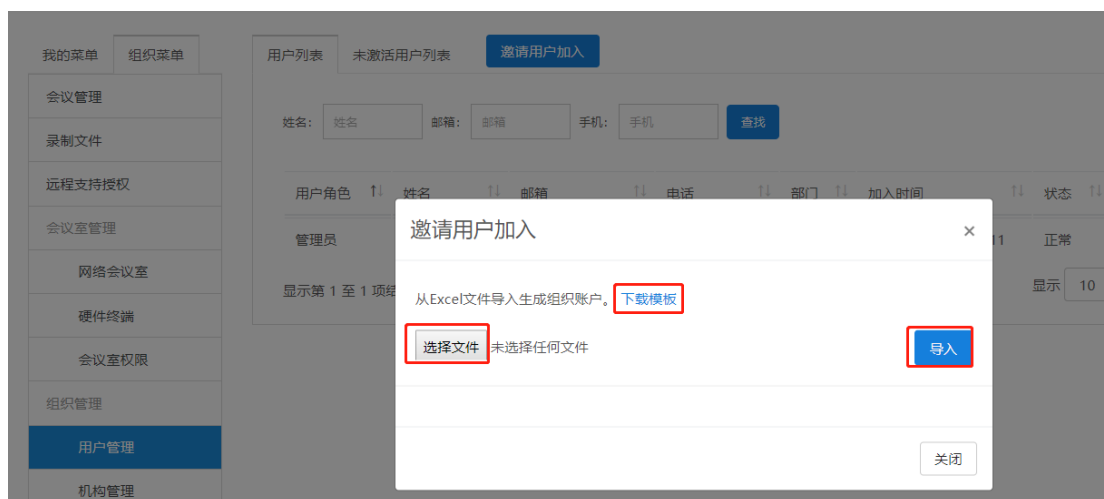 我的菜单 组织菜单 用户列表 未激活用户列表 邀请用户加入
会议管理
姓名： 姓名 邮箱： 邮箱 手机： 手机 查找
录制文件
远程支持授权
用户角色 姓名 邮箱 电话 部门 加入时间 状态
会议室管理
邀请用户加入 ×
管理员 11 正常
网络会议室
显示第 1 至 1 项结 显示 10
从Excel文件导入生成组织账户。下载模板
硬件终端
选择文件 未选择任何文件 导入
会议室权限
组织管理
用户管理
关闭
机构管理